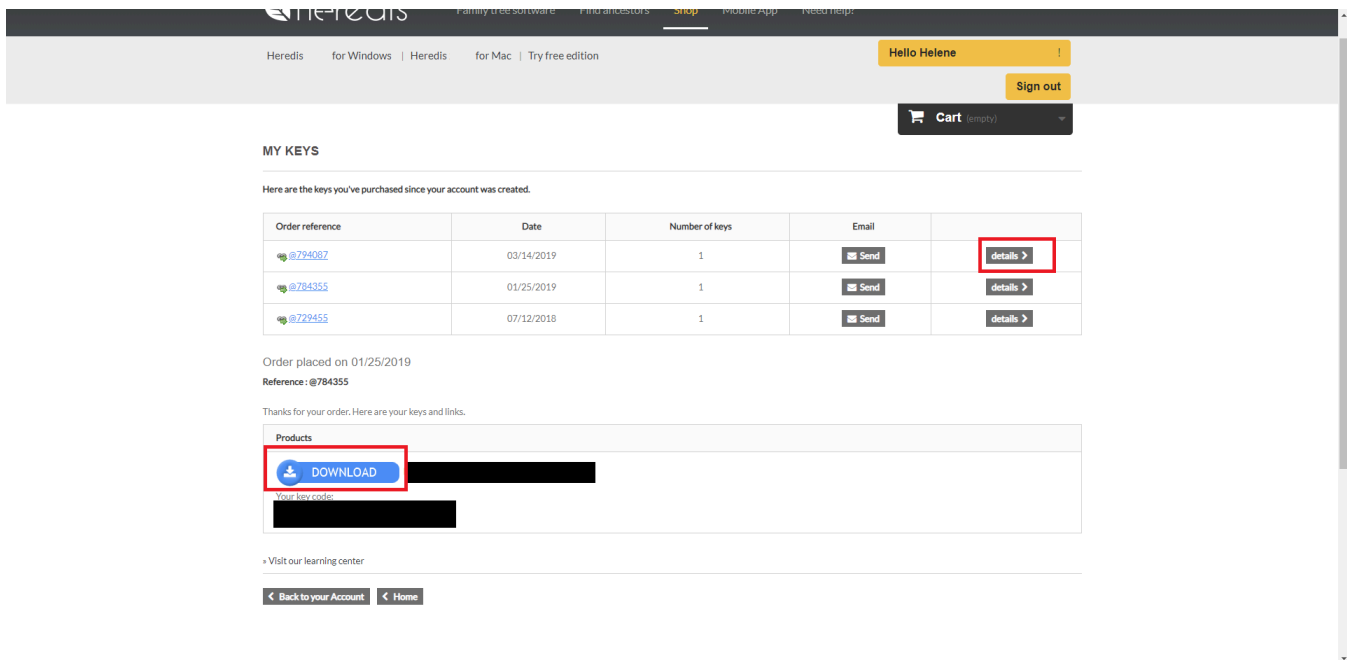 Family tree software Find ancestors Shop Mobile App Need help?
Heredis for Windows | Heredis for Mac | Try free edition
Hello Helene !
Sign out
Cart (empty)
MY KEYS
Here are the keys you've purchased since your account was created.
Order reference Date Number of keys Email
@794087 03/14/2019 1 Send details >
@784355 01/25/2019 1 Send details >
@729455 07/12/2018 1 Send details >
Order placed on 01/25/2019
Reference : @784355
Thanks for your order. Here are your keys and links.
Products
DOWNLOAD
Your key code:
» Visit our learning center
< Back to your Account < Home